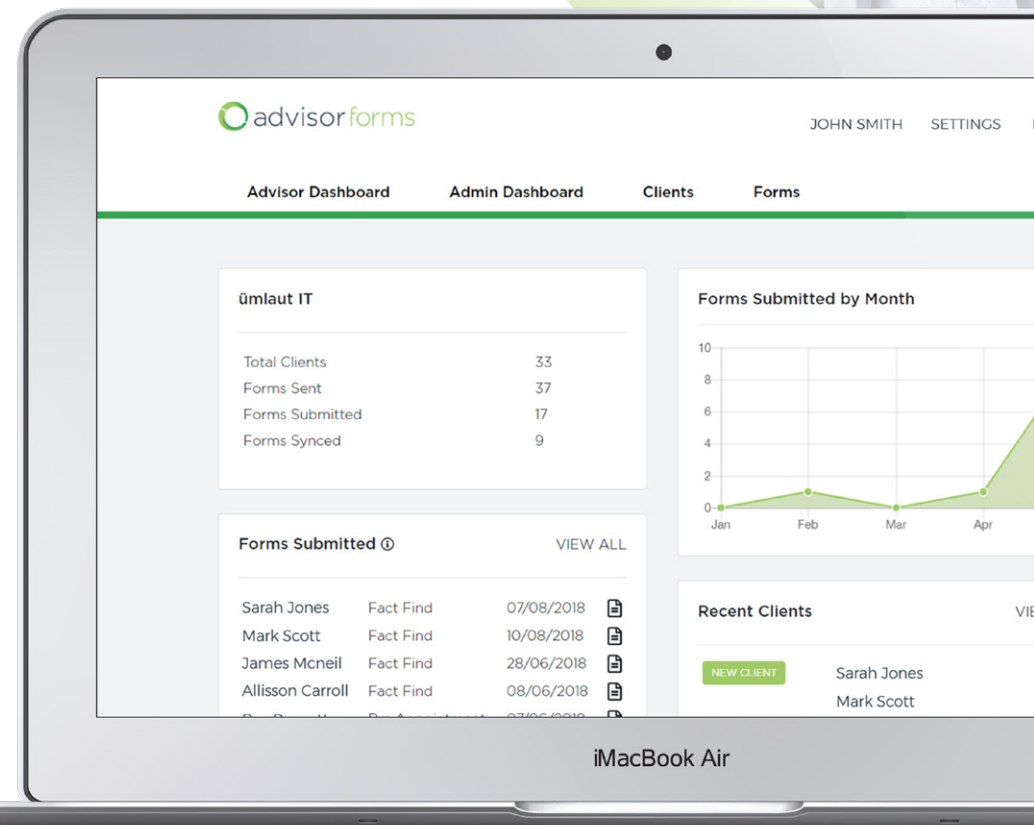 advisorforms
JOHN SMITH SETTINGS
Advisor Dashboard Admin Dashboard Clients Forms
ümlaut IT
Total Clients 33
Forms Sent 37
Forms Submitted 17
Forms Synced 9
Forms Submitted by Month
10
8
6
4
2
0
Jan Feb Mar Apr
Forms Submitted VIEW ALL
Sarah Jones Fact Find 07/08/2018
Mark Scott Fact Find 10/08/2018
James Mcneil Fact Find 28/06/2018
Allisson Carroll Fact Find 08/06/2018
Recent Clients
NEW CLIENT Sarah Jones
Mark Scott
iMacBook Air